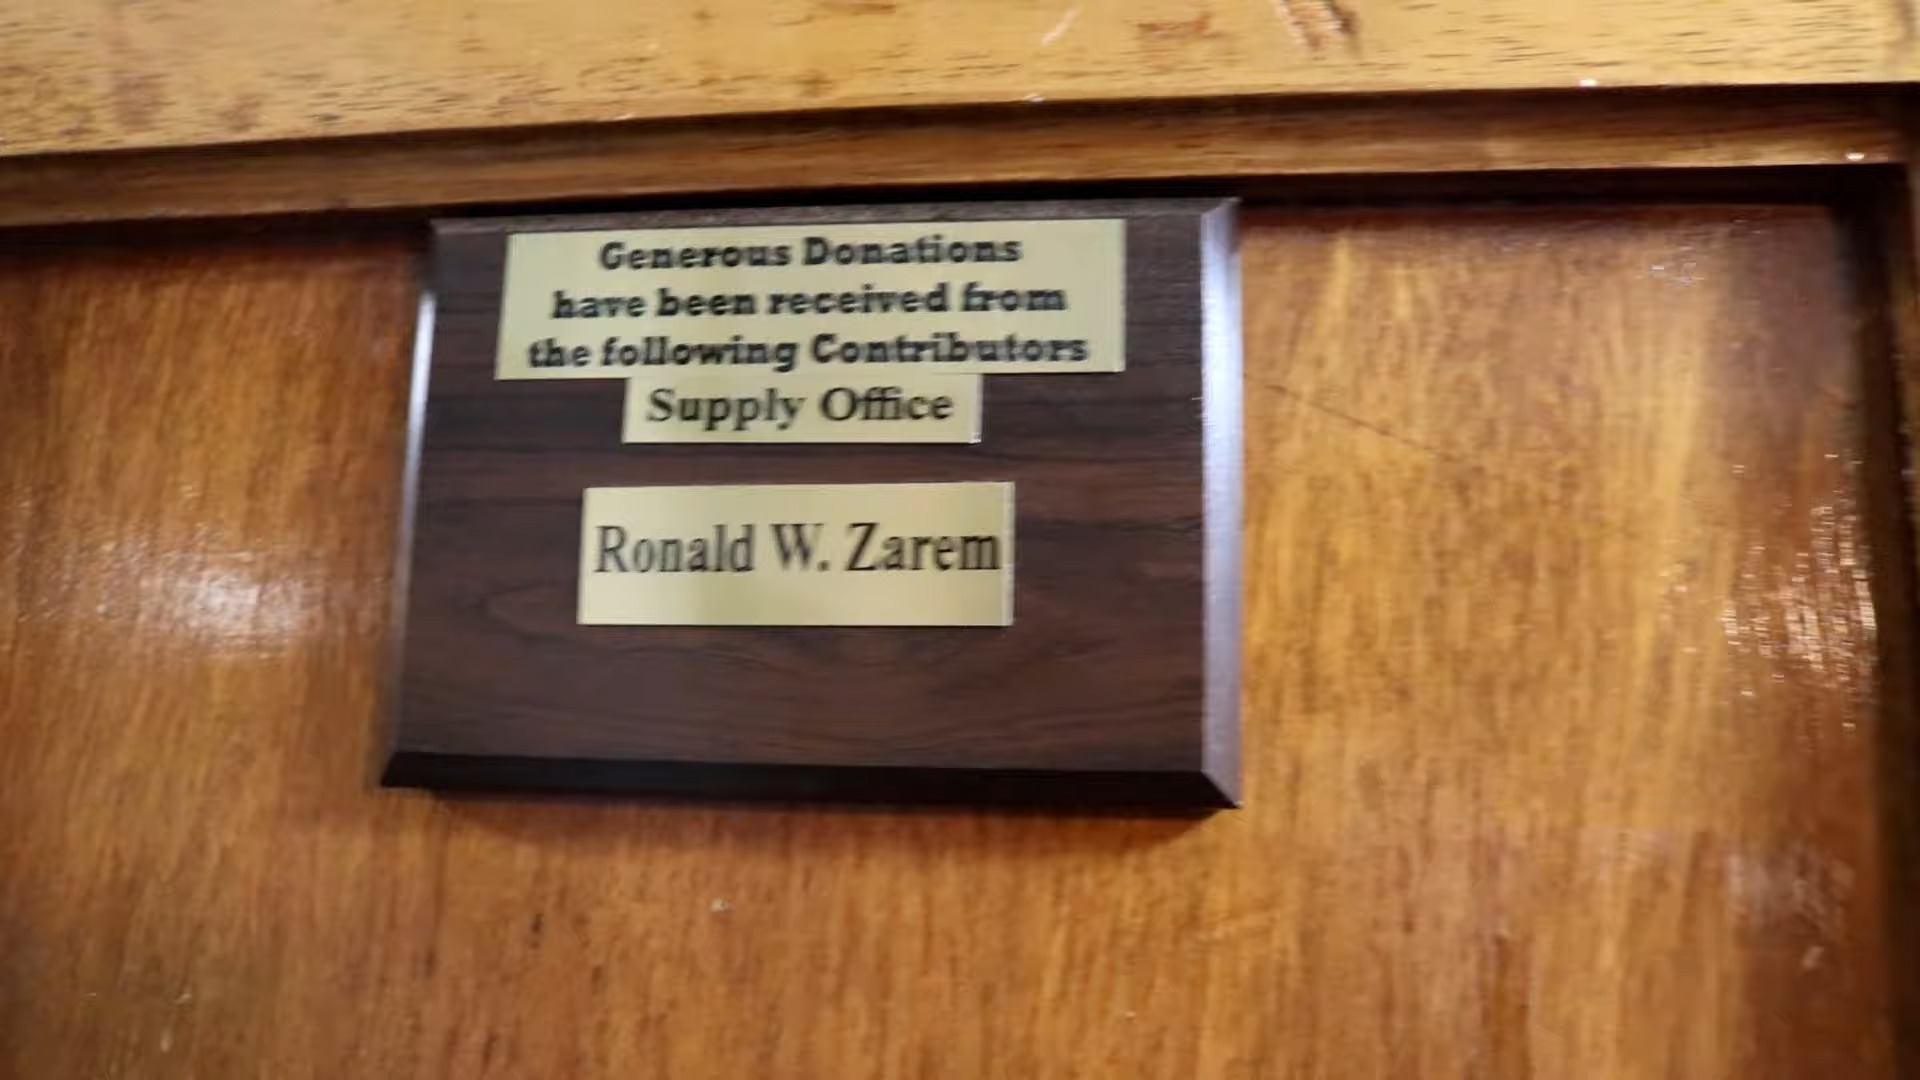 Generous Donations
have been received from
the following Contributors
Supply Office
Ronald W. Zarem